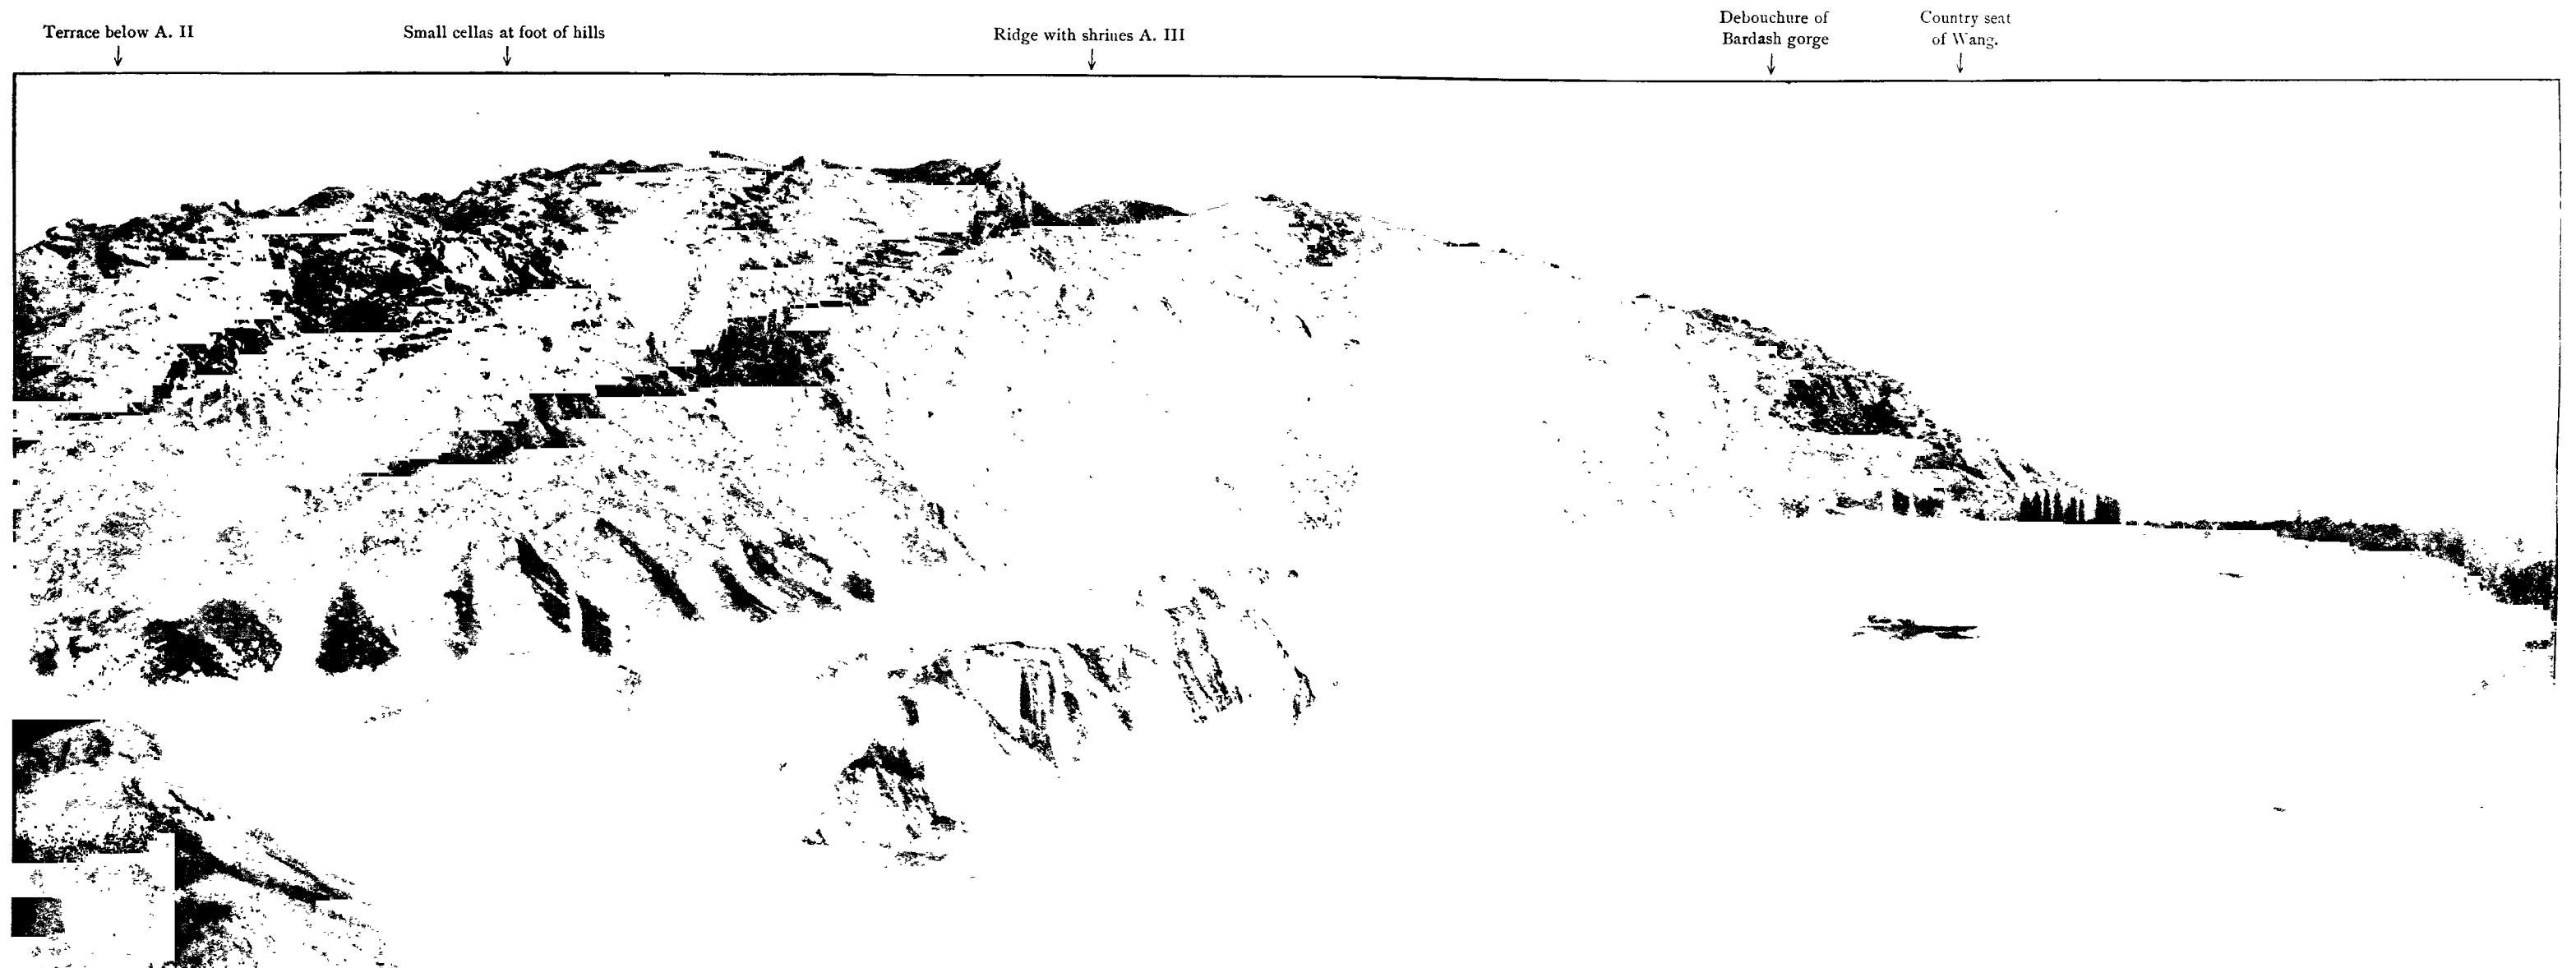 Terrace below A. II
Small cellas at foot of hills
Ridge with shrines A. III
Debouchure of
Bardash gorge
Country seat
of Wang.